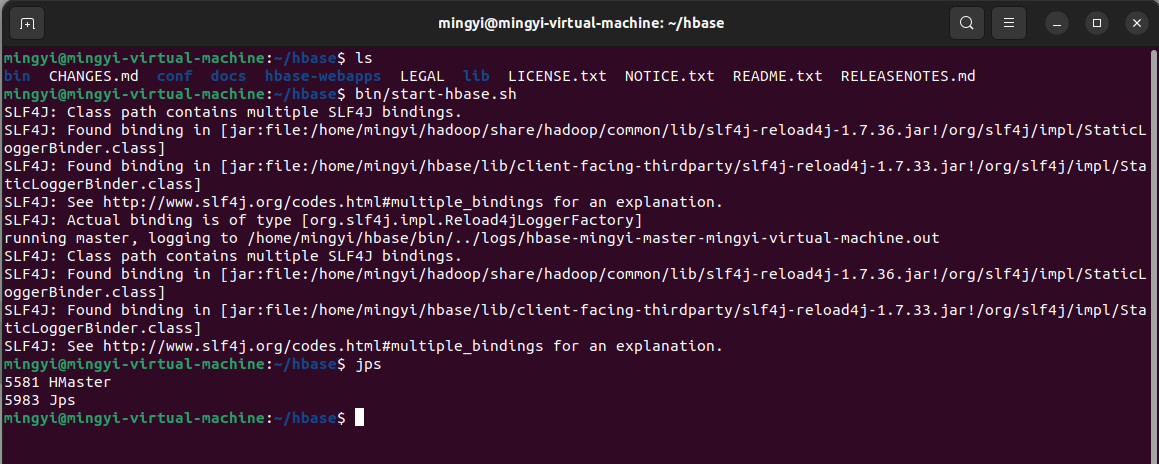 mingyi@mingyi-virtual-machine: ~/hbase
mingyi@mingyi-virtual-machine:~/hbase$ ls
bin  CHANGES.md  conf  docs  hbase-webapps  LEGAL  lib  LICENSE.txt  NOTICE.txt  README.txt  RELEASENOTES.md
mingyi@mingyi-virtual-machine:~/hbase$ bin/start-hbase.sh
SLF4J: Class path contains multiple SLF4J bindings.
SLF4J: Found binding in [jar:file:/home/mingyi/hadoop/share/hadoop/common/lib/slf4j-reload4j-1.7.36.jar!/org/slf4j/impl/StaticL
oggerBinder.class]
SLF4J: Found binding in [jar:file:/home/mingyi/hbase/lib/client-facing-thirdparty/slf4j-reload4j-1.7.33.jar!/org/slf4j/impl/Sta
ticLoggerBinder.class]
SLF4J: See http://www.slf4j.org/codes.html#multiple_bindings for an explanation.
SLF4J: Actual binding is of type [org.slf4j.impl.Reload4jLoggerFactory]
running master, logging to /home/mingyi/hbase/bin/../logs/hbase-mingyi-master-mingyi-virtual-machine.out
SLF4J: Class path contains multiple SLF4J bindings.
SLF4J: Found binding in [jar:file:/home/mingyi/hadoop/share/hadoop/common/lib/slf4j-reload4j-1.7.36.jar!/org/slf4j/impl/StaticL
oggerBinder.class]
SLF4J: Found binding in [jar:file:/home/mingyi/hbase/lib/client-facing-thirdparty/slf4j-reload4j-1.7.33.jar!/org/slf4j/impl/Sta
ticLoggerBinder.class]
SLF4J: See http://www.slf4j.org/codes.html#multiple_bindings for an explanation.
mingyi@mingyi-virtual-machine:~/hbase$ jps
5581 HMaster
5983 Jps
mingyi@mingyi-virtual-machine:~/hbase$